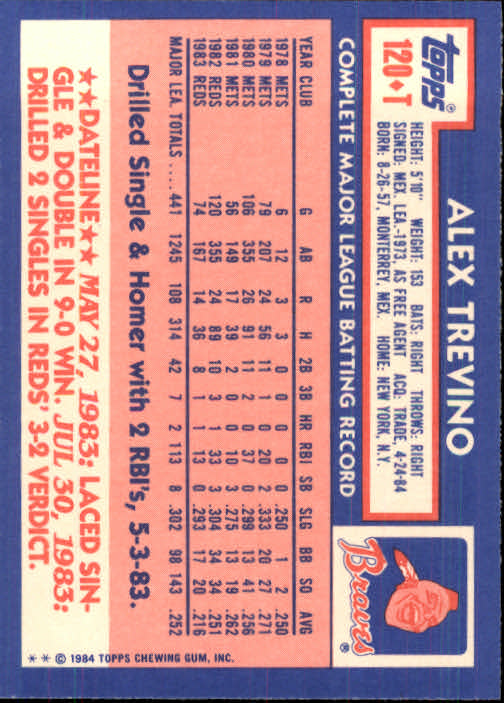 topps®
120♦T
ALEX TREVINO
HEIGHT: 5'10" WEIGHT: 153 BATS: RIGHT THROWS: RIGHT
SIGNED: MEX. LEA.-1973, AS FREE AGENT ACQ: TRADE, 4-24-84
BORN: 8-26-57, MONTERREY, MEX. HOME: NEW YORK, N.Y.
Braves®
COMPLETE MAJOR LEAGUE BATTING RECORD
YEAR CLUB G AB R H 2B 3B HR RBI SB SLG BB SO AVG
1978 METS 6 12 3 3 0 0 0 0 0 .250 1 2 .250
1979 METS 79 207 24 56 11 1 0 20 2 .333 20 27 .271
1980 METS 106 355 26 91 11 2 0 37 0 .299 13 41 .256
1981 METS 56 149 17 39 2 0 0 10 3 .275 13 19 .262
1982 REDS 120 355 24 89 10 3 1 33 3 .304 34 34 .251
1983 REDS 74 167 14 36 8 1 1 13 0 .293 17 20 .216
MAJOR LEA. TOTALS .... 441 1245 108 314 42 7 2 113 8 .302 98 143 .252
Drilled Single & Homer with 2 RBI's, 5-3-83.
★★DATELINE★★ MAY 27, 1983: LACED SIN-
GLE & DOUBLE IN 9-0 WIN. JUL 30, 1983:
DRILLED 2 SINGLES IN REDS' 3-2 VERDICT.
* * © 1984 TOPPS CHEWING GUM, INC.